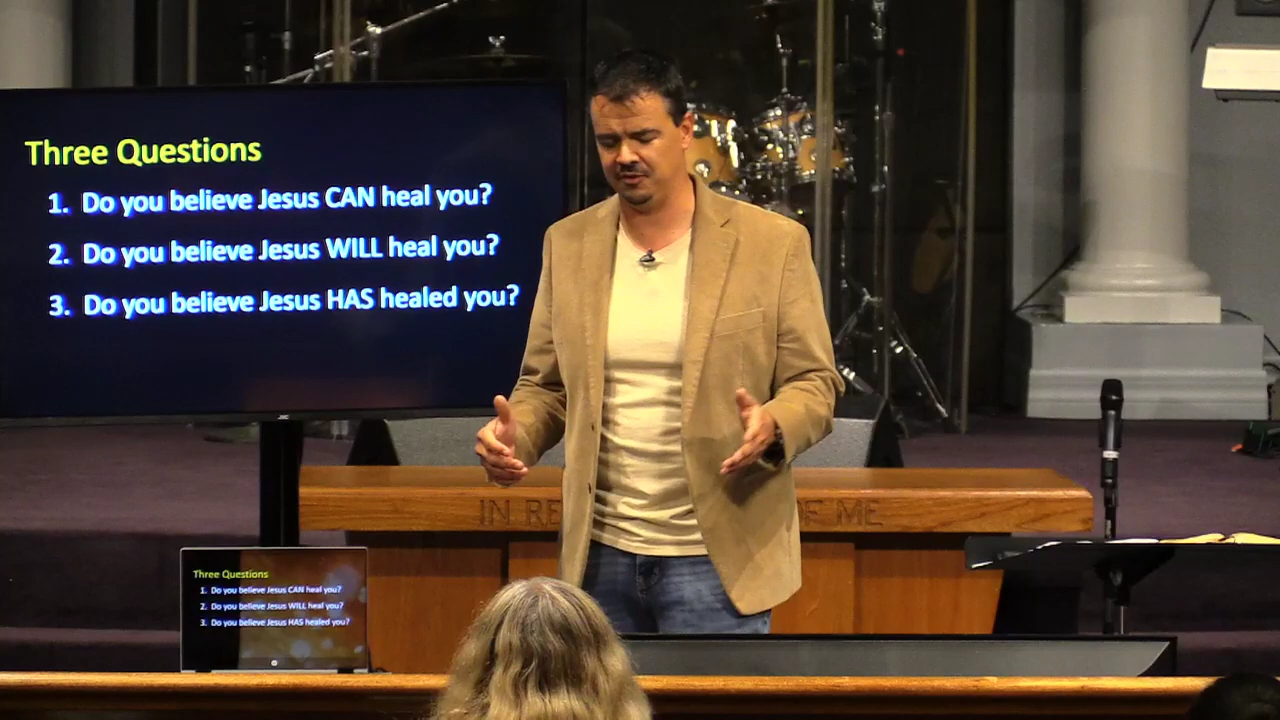 Three Questions
1. Do you believe Jesus CAN heal you?
2. Do you believe Jesus WILL heal you?
3. Do you believe Jesus HAS healed you?
IN RE OF ME
Three Questions
1. Do you believe Jesus CAN heal you?
2. Do you believe Jesus WILL heal you?
3. Do you believe Jesus HAS healed you?